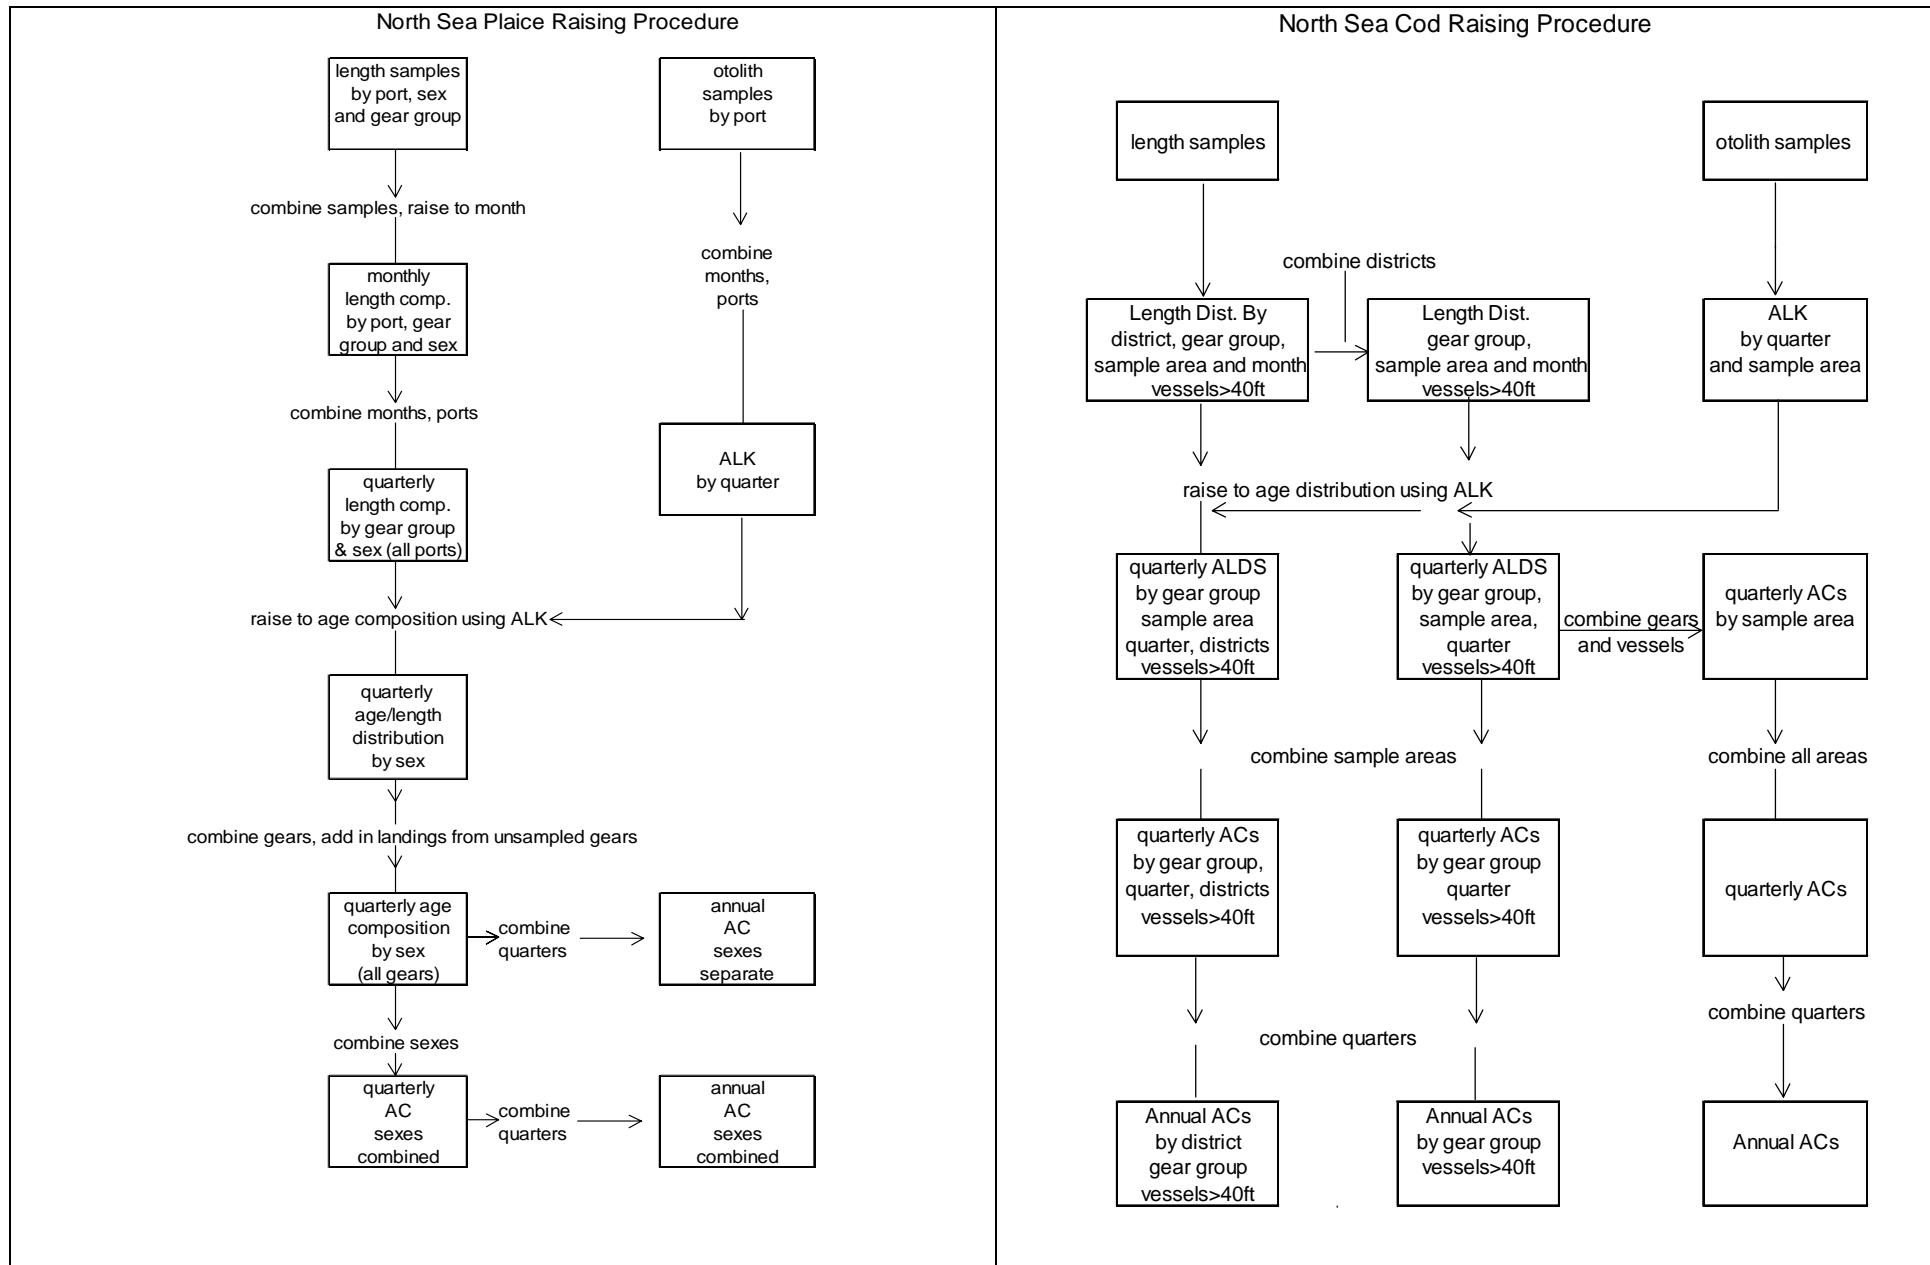 North Sea Plaice Raising Procedure
length samples
by port, sex
and gear group
otolith
samples
by port
combine samples, raise to month
combine
months,
ports
monthly
length comp.
by port, gear
group and sex
combine months, ports
ALK
by quarter
quarterly
length comp.
by gear group
& sex (all ports)
raise to age composition using ALK
quarterly
age/length
distribution
by sex
combine gears, add in landings from unsampled gears
quarterly age
composition
by sex
(all gears)
combine
quarters
annual
AC
sexes
separate
combine sexes
quarterly
AC
sexes
combined
combine
quarters
annual
AC
sexes
combined
North Sea Cod Raising Procedure
length samples
otolith samples
combine districts
Length Dist. By
district, gear group,
sample area and month
vessels>40ft
Length Dist.
gear group,
sample area and month
vessels>40ft
ALK
by quarter
and sample area
raise to age distribution using ALK
quarterly ALDS
by gear group
sample area
quarter, districts
vessels>40ft
quarterly ALDS
by gear group,
sample area,
quarter
vessels>40ft
combine gears
and vessels
quarterly ACs
by sample area
combine sample areas
combine all areas
quarterly ACs
by gear group,
quarter, districts
vessels>40ft
quarterly ACs
by gear group
quarter
vessels>40ft
quarterly ACs
combine quarters
combine quarters
Annual ACs
by district
gear group
vessels>40ft
Annual ACs
by gear group
vessels>40ft
Annual ACs